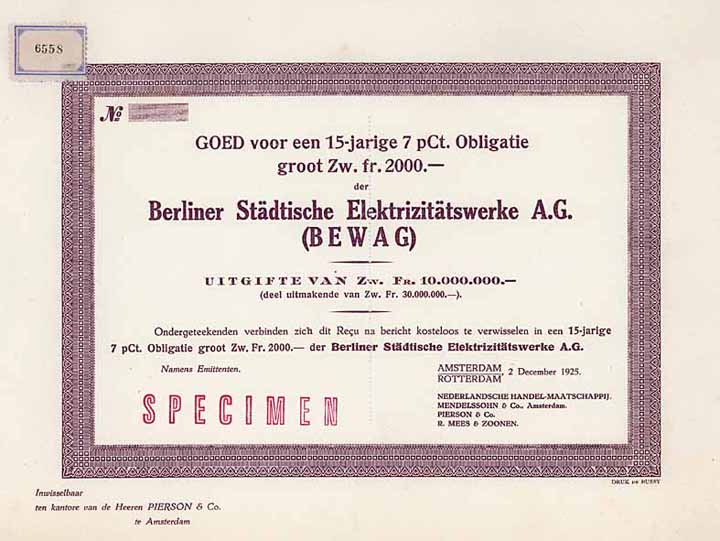 655S
No
GOED voor een 15-jarige 7 pCt. Obligatie
groot Zw. fr. 2000.—
der
Berliner Städtische Elektrizitätswerke A.G.
(BEWAG)
UITGIFTE VAN ZW. FR. 10.000.000.—
(deel uitmakende van Zw. Fr. 30.000.000—).
Ondergeteekenden verbinden zich dit Reçu na bericht kosteloos te verwisselen in een 15-jarige
7 pCt. Obligatie groot Zw. Fr. 2000.— der Berliner Städtische Elektrizitätswerke A.G.
Namens Emittenten.
AMSTERDAM
ROTTERDAM, 2 December 1925.
SPECIMEN
NEDERLANDSCHE HANDEL-MAATSCHAPPIJ.
MENDELSSOHN & Co., Amsterdam.
PIERSON & Co.
R. MEES & ZOONEN.
DRUK DE BUSSY
Inwisselbaar
ten kantore van de Heeren PIERSON & Co.
te Amsterdam